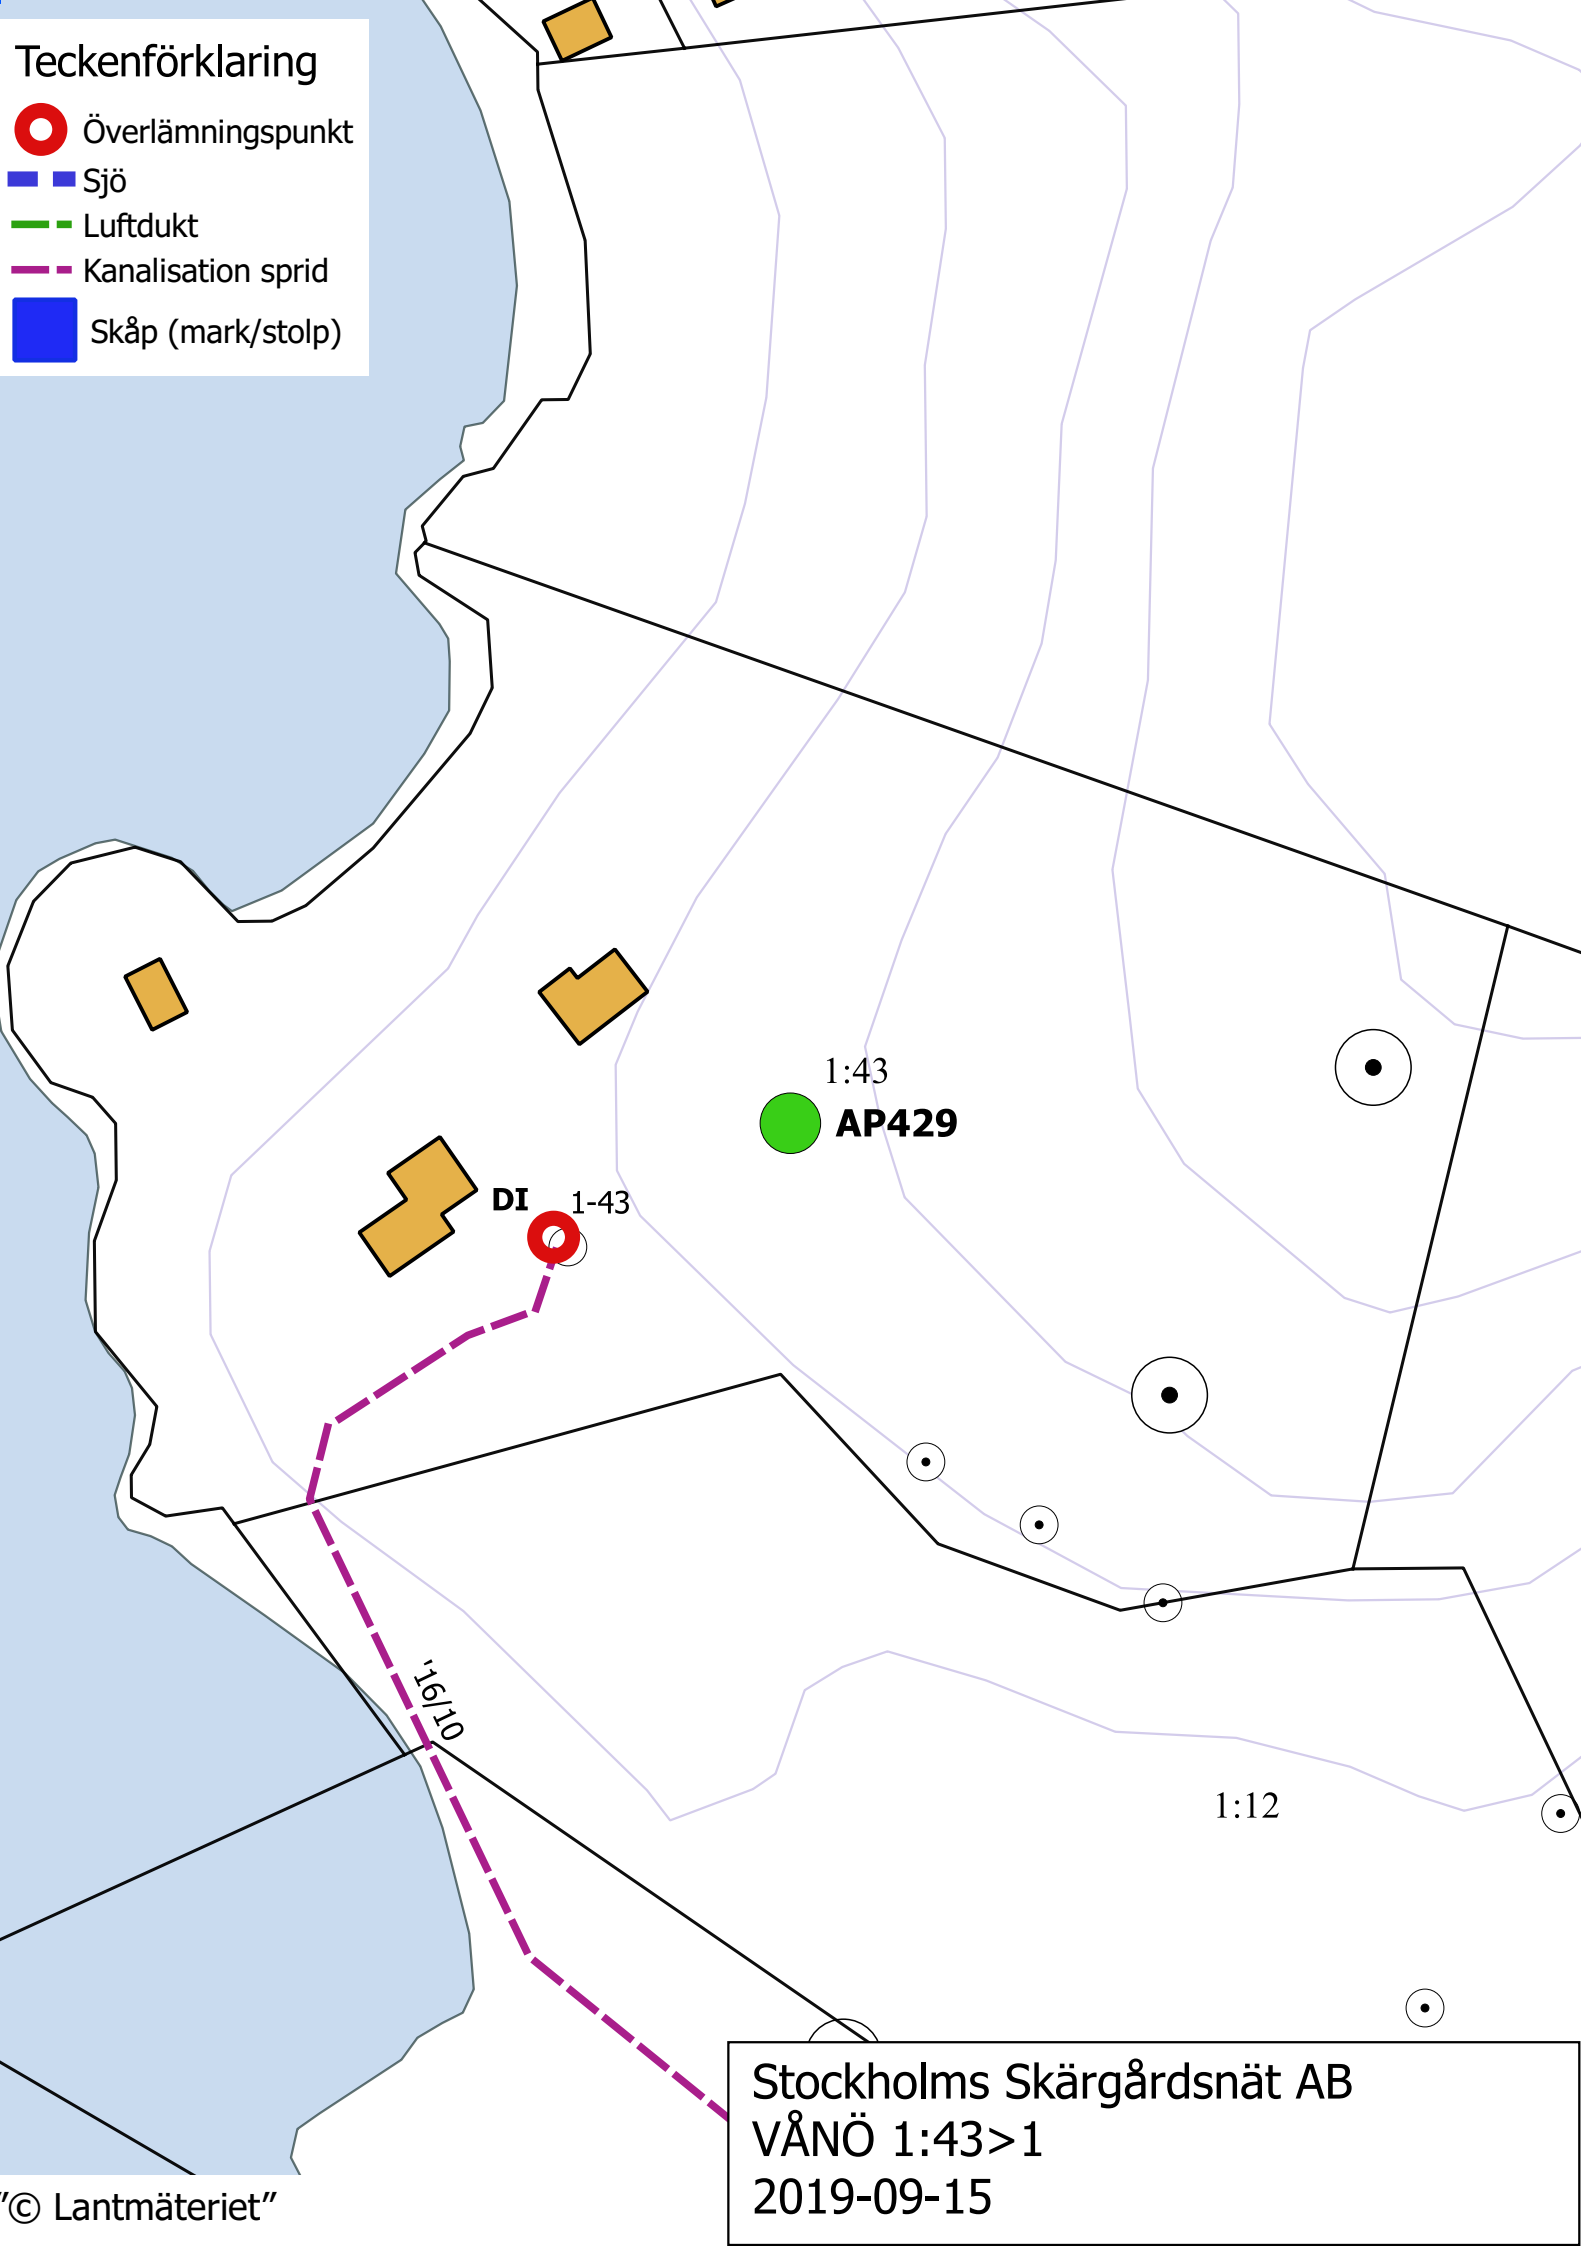 Teckenförklaring
Överlämningspunkt
Sjö
Luftdukt
Kanalisation sprid
Skåp (mark/stolp)
1:43
AP429
DI
1-43
'16/10
1:12
Stockholms Skärgårdsnät AB
VÅNÖ 1:43>1
2019-09-15
"© Lantmäteriet"